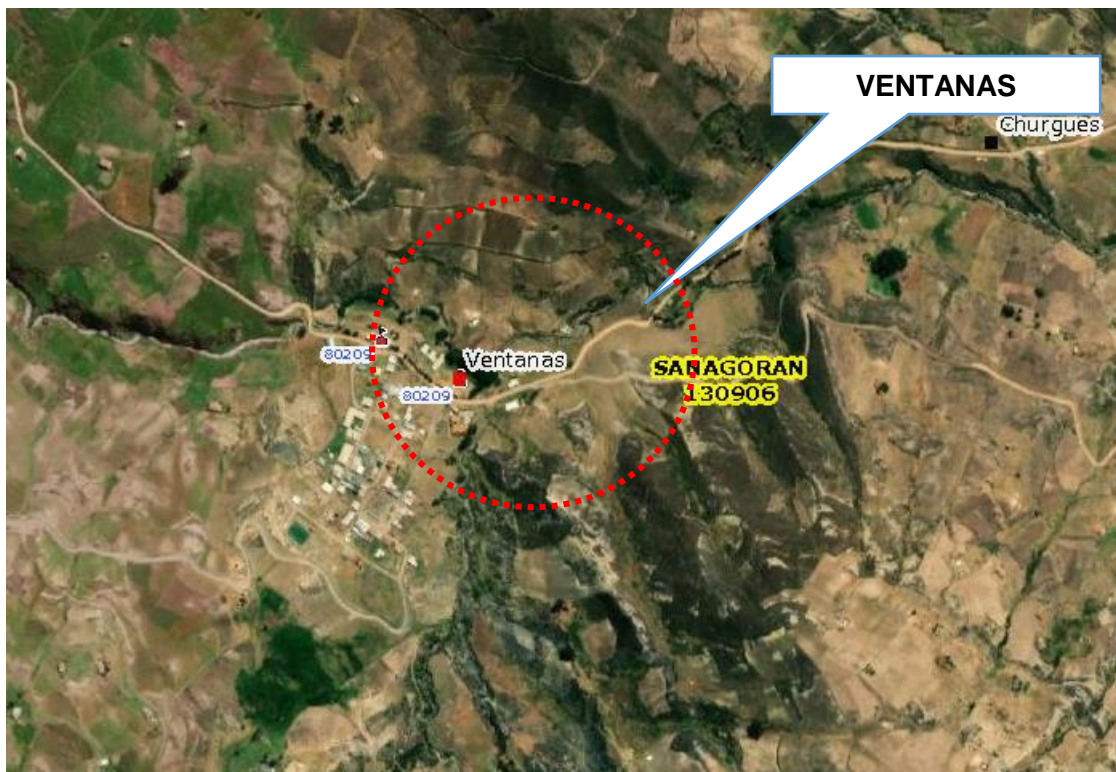 VENTANAS
Churgues
80209
Ventanas
80209
SANAGORAN
130906